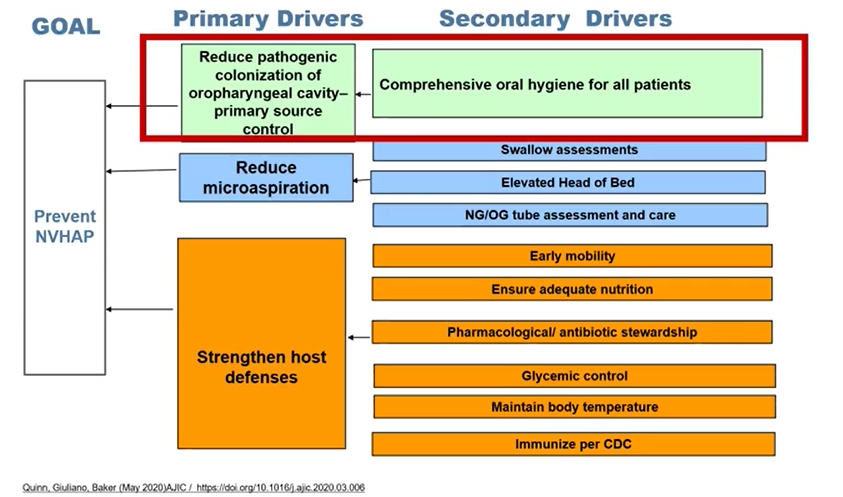 GOAL
Primary Drivers
Secondary Drivers
Prevent
NVHAP
Reduce pathogenic
colonization of
oropharyngeal cavity–
primary source
control
Comprehensive oral hygiene for all patients
Reduce
microaspiration
Swallow assessments
Elevated Head of Bed
NG/OG tube assessment and care
Strengthen host
defenses
Early mobility
Ensure adequate nutrition
Pharmacological/ antibiotic stewardship
Glycemic control
Maintain body temperature
Immunize per CDC
Quinn, Giuliano, Baker (May 2020)AJIC / https://doi.org/10.1016/j.ajic.2020.03.006